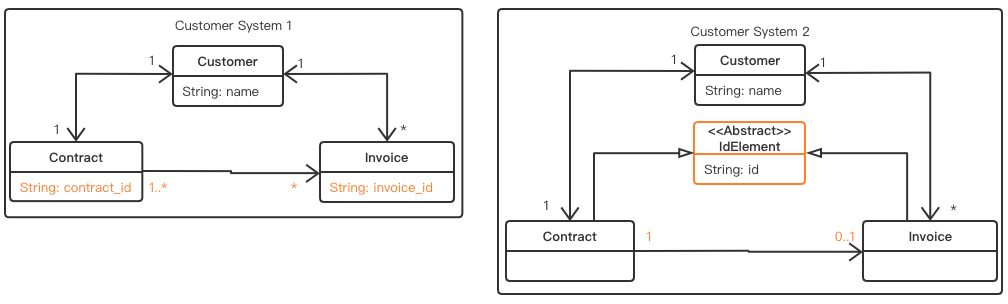 Customer System 1
1
Customer
1
String: name
1
*
Contract
Invoice
String: contract_id
1..*
*
String: invoice_id
Customer System 2
1
Customer
1
String: name
<<Abstract>>
IdElement
String: id
1
*
Contract
1
0..1
Invoice